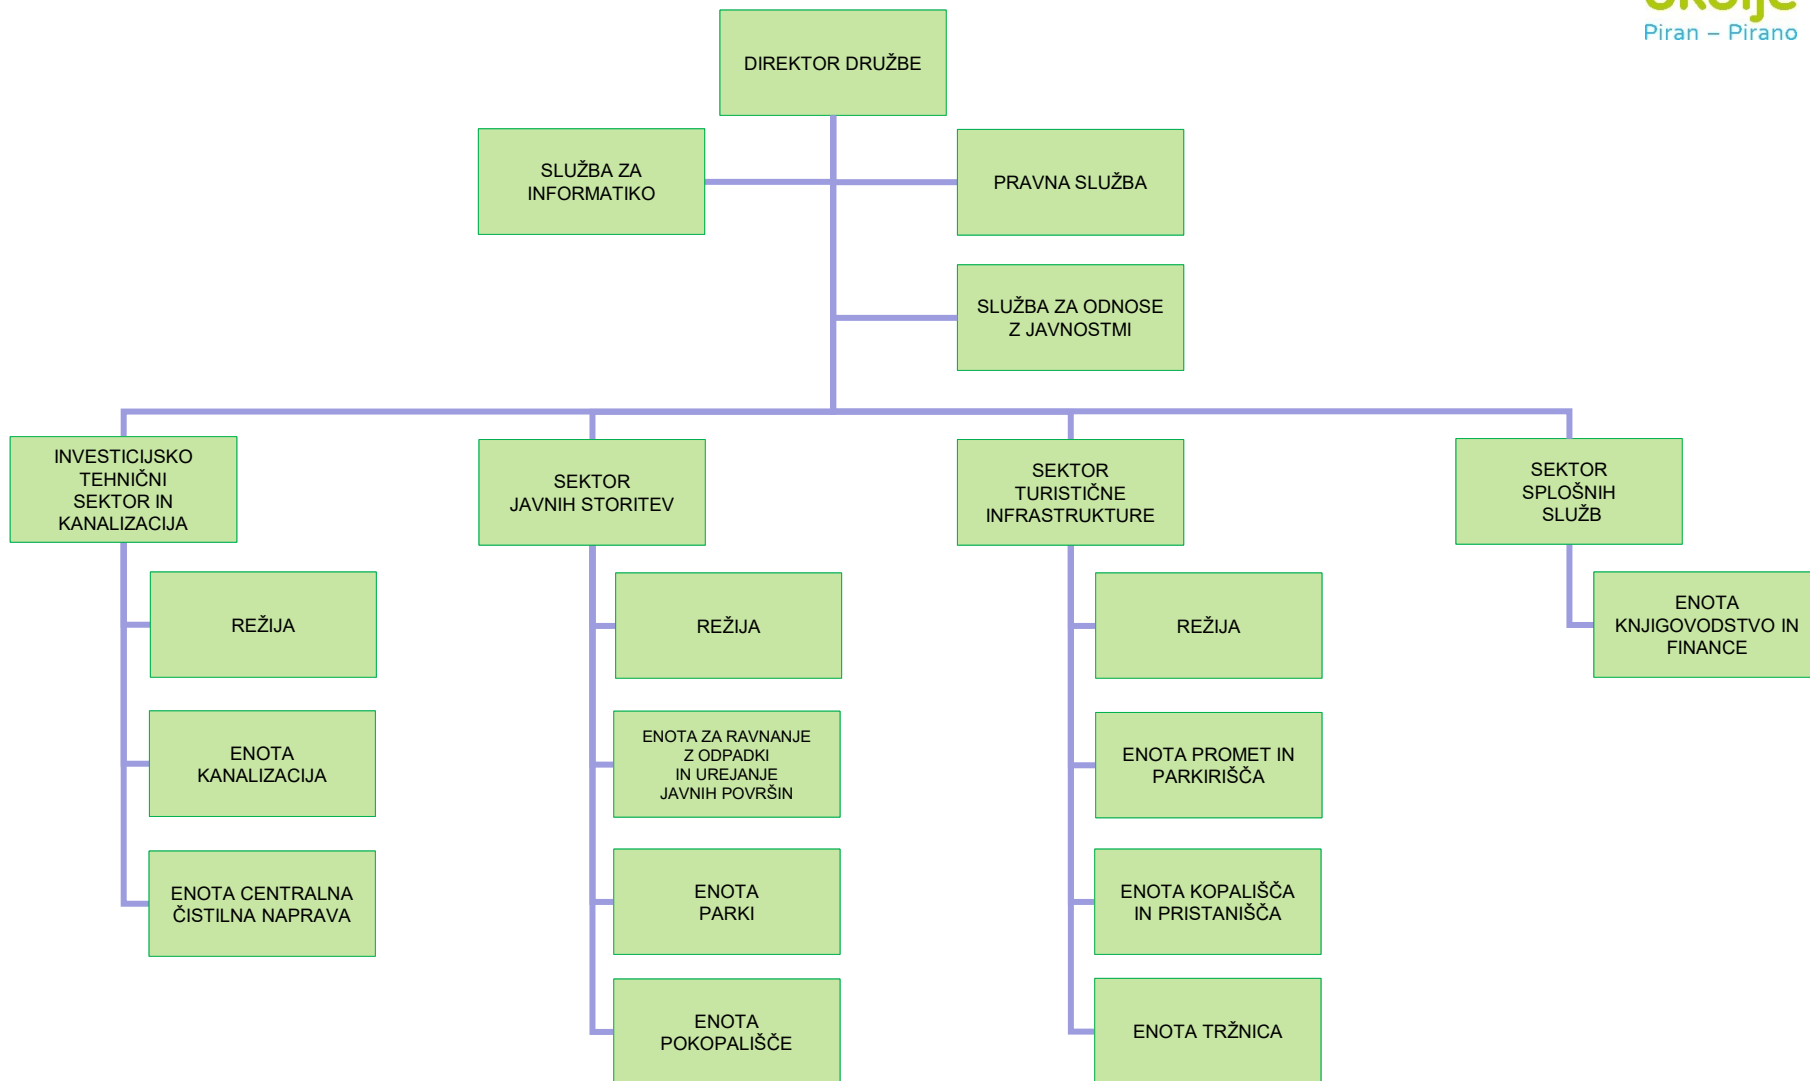 okolje
Piran – Pirano
DIREKTOR DRUŽBE
SLUŽBA ZA
INFORMATIKO
PRAVNA SLUŽBA
SLUŽBA ZA ODNOSE
Z JAVNOSTMI
INVESTICIJSKO
TEHNIČNI
SEKTOR IN
KANALIZACIJA
SEKTOR
JAVNIH STORITEV
SEKTOR
TURISTIČNE
INFRASTRUKTURE
SEKTOR
SPLOŠNIH
SLUŽB
REŽIJA
ENOTA
KANALIZACIJA
ENOTA CENTRALNA
ČISTILNA NAPRAVA
REŽIJA
ENOTA ZA RAVNANJE
Z ODPADKI
IN UREJANJE
JAVNIH POVRŠIN
ENOTA
PARKI
ENOTA
POKOPALIŠČE
REŽIJA
ENOTA PROMET IN
PARKIRIŠČA
ENOTA KOPALIŠČA
IN PRISTANIŠČA
ENOTA TRŽNICA
ENOTA
KNJIGOVODSTVO IN
FINANCE